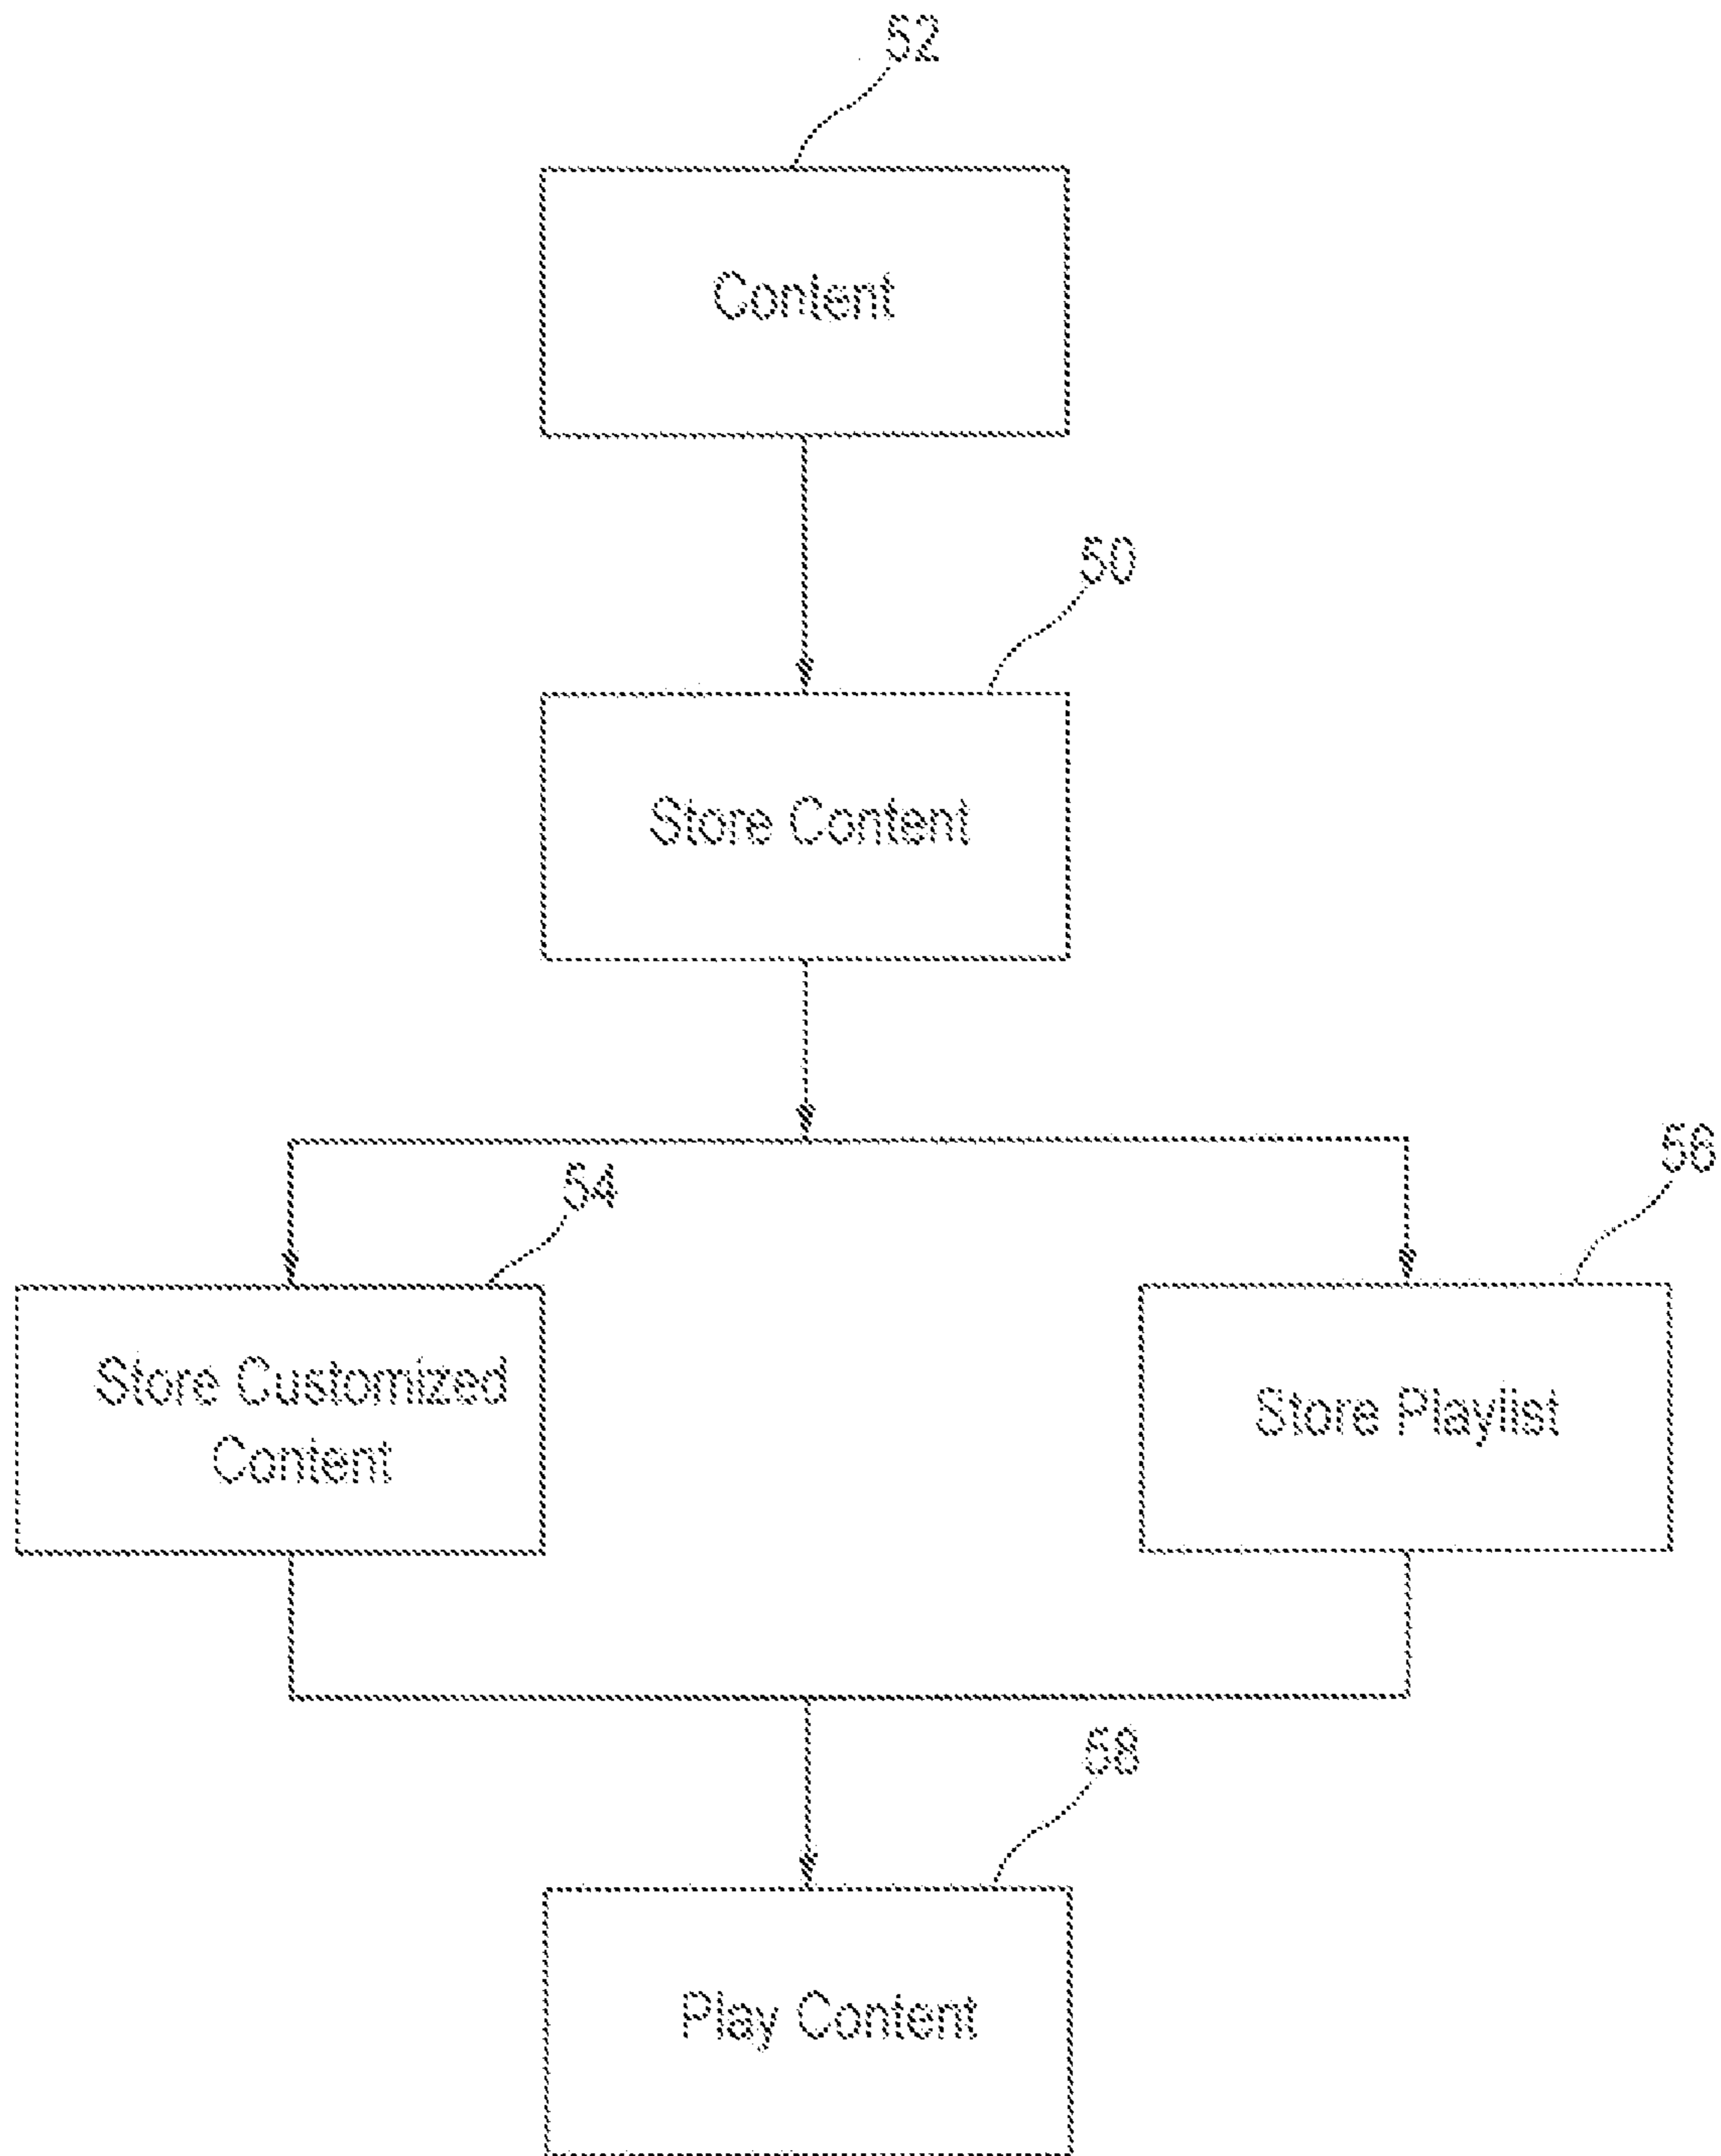 52
Content
50
Store Content
54
56
Store Customized
Content
Store Playlist
58
Play Content